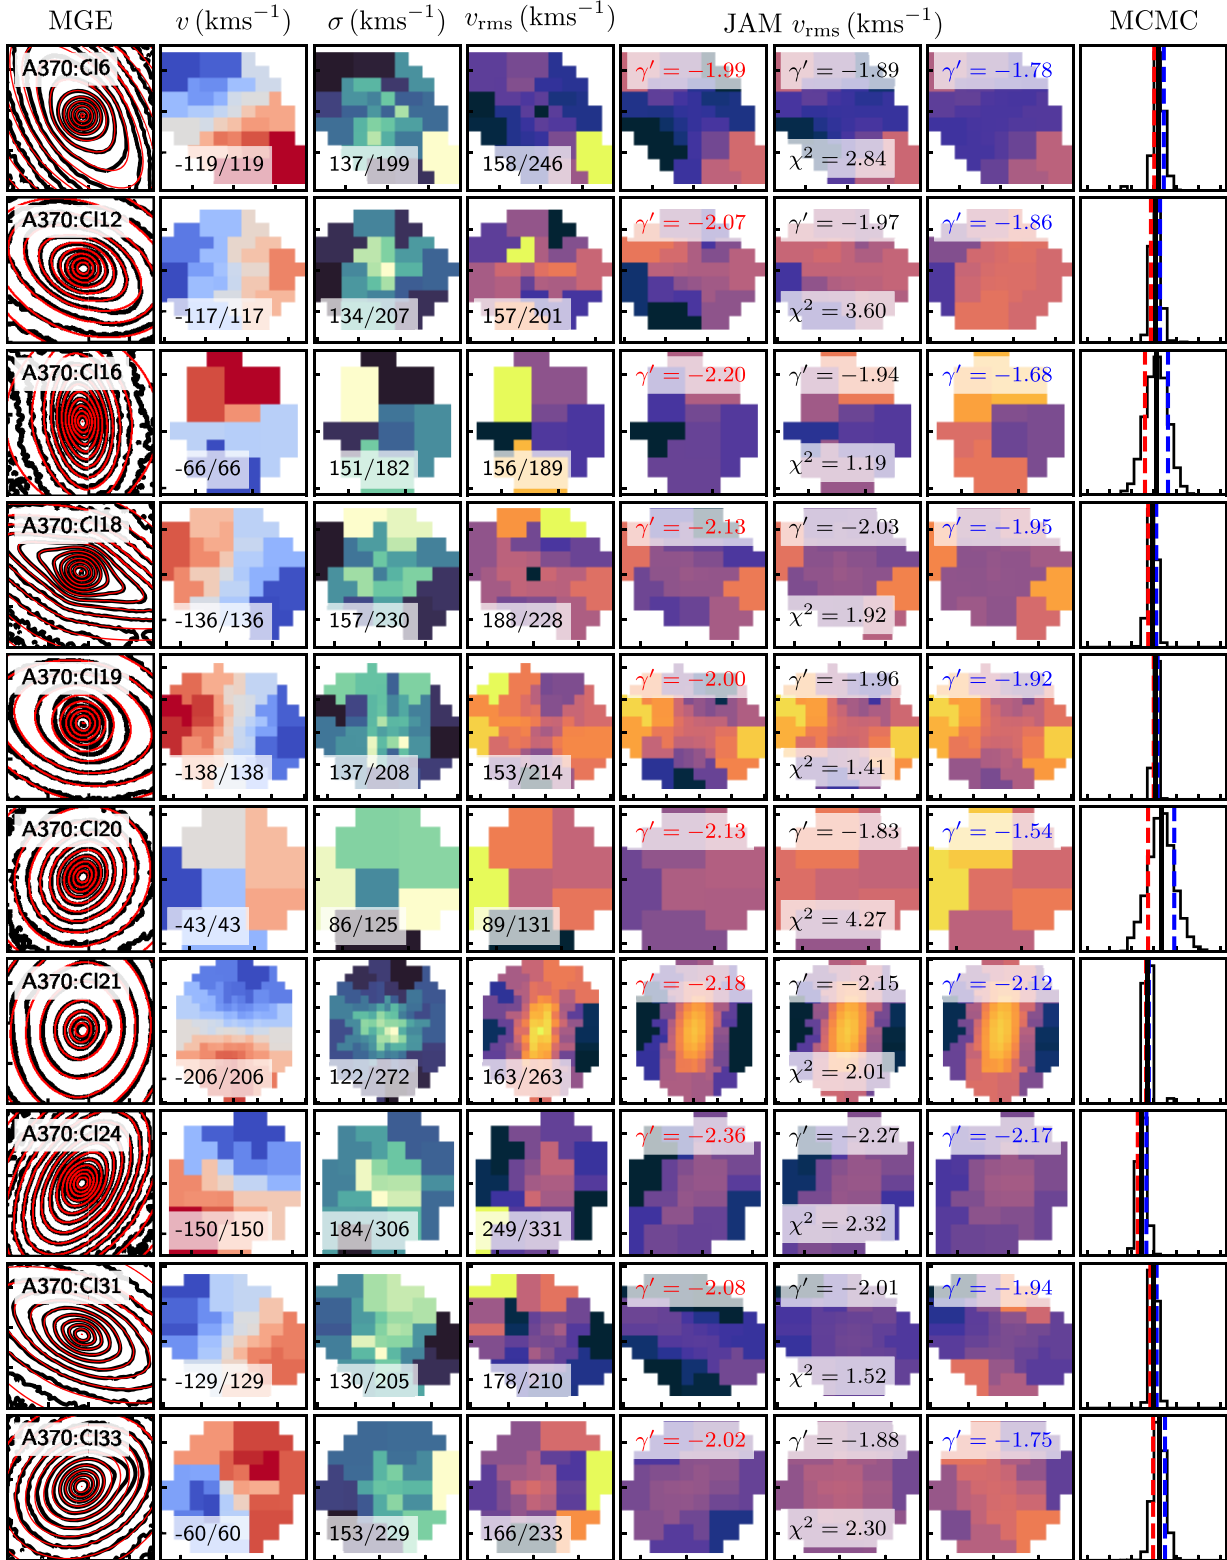 MGE v (kms⁻¹) σ (kms⁻¹) v_rms (kms⁻¹) JAM v_rms (kms⁻¹) MCMC
A370:Cl6 -119/119 137/199 158/246 γ′ = −1.99 γ′ = −1.89 χ² = 2.84 γ′ = −1.78
A370:Cl12 -117/117 134/207 157/201 γ′ = −2.07 γ′ = −1.97 χ² = 3.60 γ′ = −1.86
A370:Cl16 -66/66 151/182 156/189 γ′ = −2.20 γ′ = −1.94 χ² = 1.19 γ′ = −1.68
A370:Cl18 -136/136 157/230 188/228 γ′ = −2.13 γ′ = −2.03 χ² = 1.92 γ′ = −1.95
A370:Cl19 -138/138 137/208 153/214 γ′ = −2.00 γ′ = −1.96 χ² = 1.41 γ′ = −1.92
A370:Cl20 -43/43 86/125 89/131 γ′ = −2.13 γ′ = −1.83 χ² = 4.27 γ′ = −1.54
A370:Cl21 -206/206 122/272 163/263 γ′ = −2.18 γ′ = −2.15 χ² = 2.01 γ′ = −2.12
A370:Cl24 -150/150 184/306 249/331 γ′ = −2.36 γ′ = −2.27 χ² = 2.32 γ′ = −2.17
A370:Cl31 -129/129 130/205 178/210 γ′ = −2.08 γ′ = −2.01 χ² = 1.52 γ′ = −1.94
A370:Cl33 -60/60 153/229 166/233 γ′ = −2.02 γ′ = −1.88 χ² = 2.30 γ′ = −1.75